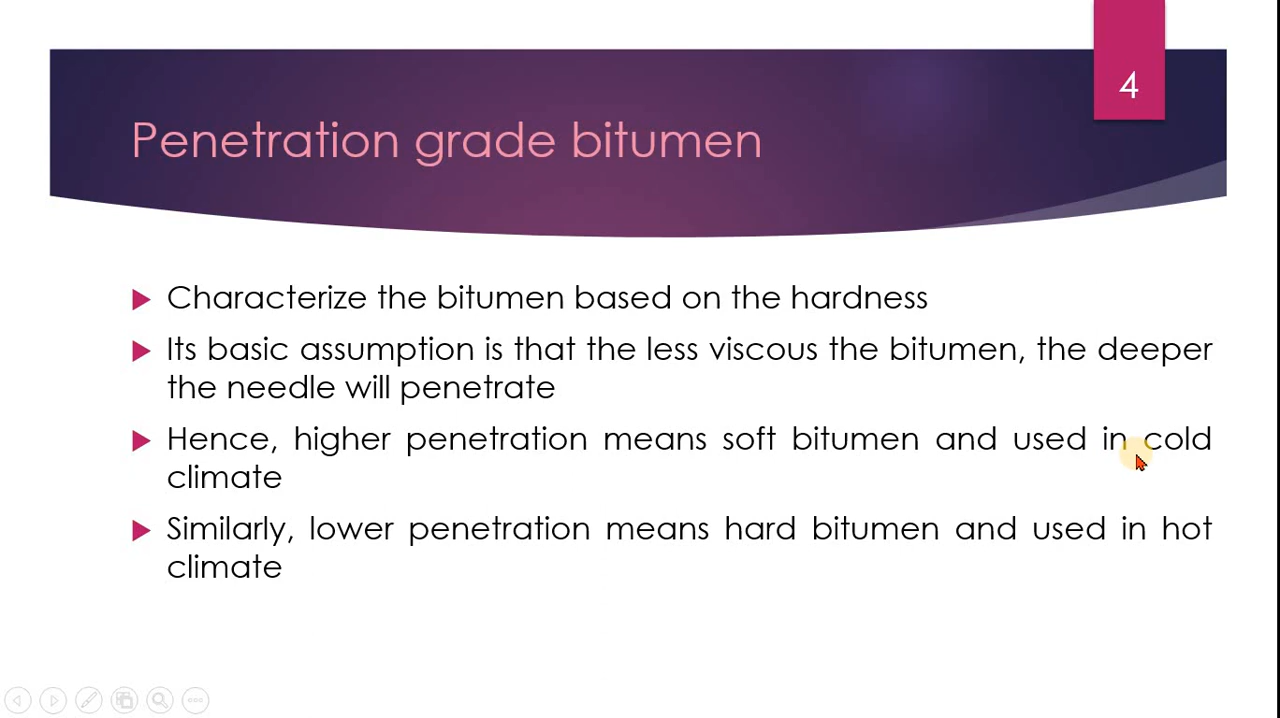 4
Penetration grade bitumen
Characterize the bitumen based on the hardness
Its basic assumption is that the less viscous the bitumen, the deeper
the needle will penetrate
Hence, higher penetration means soft bitumen and used in cold
climate
Similarly, lower penetration means hard bitumen and used in hot
climate